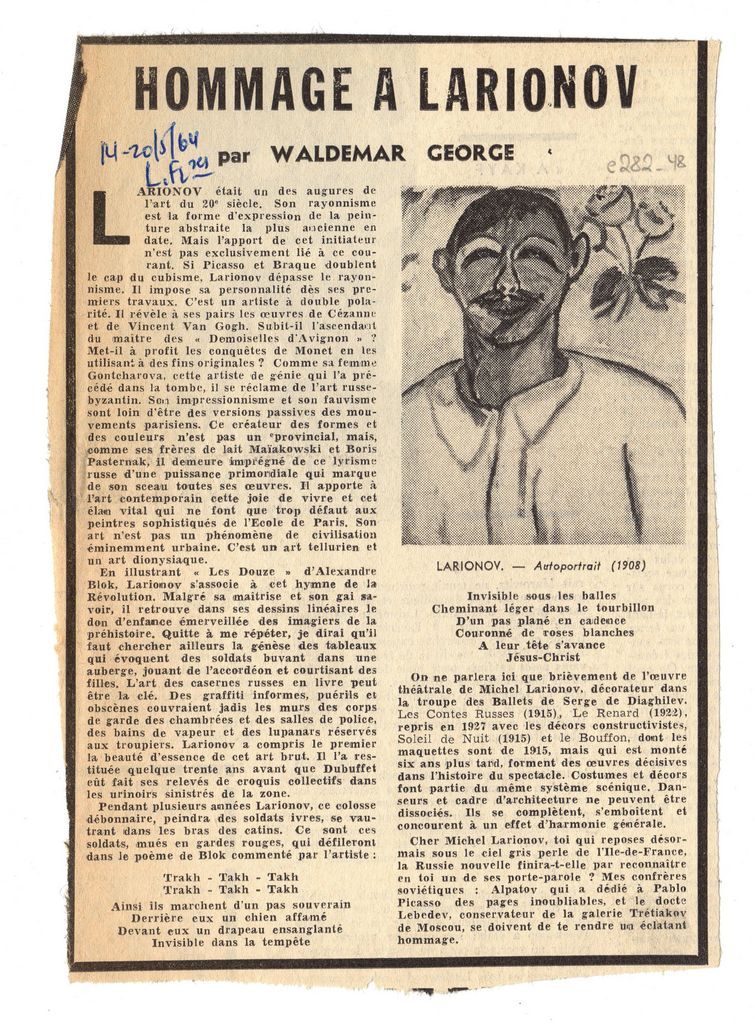 HOMMAGE A LARIONOV
14-20/5/64
par WALDEMAR GEORGE
e282_48
LARIONOV était un des augures de
l'art du 20e siècle. Son rayonnisme
est la forme d'expression de la pein-
ture abstraite la plus ancienne en
date. Mais l'apport de cet initiateur
n'est pas exclusivement lié à ce cou-
rant. Si Picasso et Braque doublent
le cap du cubisme, Larionov dépasse le rayon-
nisme. Il impose sa personnalité dès ses pre-
miers travaux. C'est un artiste à double pola-
rité. Il révèle à ses pairs les œuvres de Cézanne
et de Vincent Van Gogh. Subit-il l'ascendant
du maître des « Demoiselles d'Avignon » ?
Met-il à profit les conquêtes de Monet en les
utilisant à des fins originales ? Comme sa femme
Gontcharova, cette artiste de génie qui l'a pré-
cédé dans la tombe, il se réclame de l'art russe-
byzantin. Son impressionnisme et son fauvisme
sont loin d'être des versions passives des mou-
vements parisiens. Ce créateur des formes et
des couleurs n'est pas un provincial, mais,
comme ses frères de lait Maïakowski et Boris
Pasternak, il demeure imprégné de ce lyrisme
russe d'une puissance primordiale qui marque
de son sceau toutes ses œuvres. Il apporte à
l'art contemporain cette joie de vivre et cet
élan vital qui ne font que trop défaut aux
peintres sophistiqués de l'Ecole de Paris. Son
art n'est pas un phénomène de civilisation
éminemment urbaine. C'est un art tellurien et
un art dionysiaque.
En illustrant « Les Douze » d'Alexandre
Blok, Larionov s'associe à cet hymne de la
Révolution. Malgré sa maîtrise et son gai sa-
voir, il retrouve dans ses dessins linéaires le
don d'enfance émerveillée des imagiers de la
préhistoire. Quitte à me répéter, je dirai qu'il
faut chercher ailleurs la génèse des tableaux
qui évoquent des soldats buvant dans une
auberge, jouant de l'accordéon et courtisant des
filles. L'art des casernes russes en livre peut
être la clé. Des graffiti informes, puérils et
obscènes couvraient jadis les murs des corps
de garde des chambrées et des salles de police,
des bains de vapeur et des lupanars réservés
aux troupiers. Larionov a compris le premier
la beauté d'essence de cet art brut. Il l'a res-
tituée quelque trente ans avant que Dubuffet
eût fait ses relevés de croquis collectifs dans
les urinoirs sinistrés de la zone.
Pendant plusieurs années Larionov, ce colosse
débonnaire, peindra des soldats ivres, se vau-
trant dans les bras des catins. Ce sont ces
soldats, mués en gardes rouges, qui défileront
dans le poème de Blok commenté par l'artiste :
Trakh - Takh - Takh
Trakh - Takh - Takh
Ainsi ils marchent d'un pas souverain
Derrière eux un chien affamé
Devant eux un drapeau ensanglanté
Invisible dans la tempête
LARIONOV. — Autoportrait (1908)
Invisible sous les balles
Cheminant léger dans le tourbillon
D'un pas plané en cadence
Couronné de roses blanches
A leur tête s'avance
Jésus-Christ
On ne parlera ici que brièvement de l'œuvre
théâtrale de Michel Larionov, décorateur dans
la troupe des Ballets de Serge de Diaghilev.
Les Contes Russes (1915), Le Renard (1922),
repris en 1927 avec les décors constructivistes,
Soleil de Nuit (1915) et le Bouffon, dont les
maquettes sont de 1915, mais qui est monté
six ans plus tard, forment des œuvres décisives
dans l'histoire du spectacle. Costumes et décors
font partie du même système scénique. Dan-
seurs et cadre d'architecture ne peuvent être
dissociés. Ils se complètent, s'emboîtent et
concourent à un effet d'harmonie générale.
Cher Michel Larionov, toi qui reposes désor-
mais sous le ciel gris perle de l'Ile-de-France,
la Russie nouvelle finira-t-elle par reconnaître
en toi un de ses porte-parole ? Mes confrères
soviétiques : Alpatov qui a dédié à Pablo
Picasso des pages inoubliables, et le docte
Lebedev, conservateur de la galerie Trétiakov
de Moscou, se doivent de te rendre un éclatant
hommage.